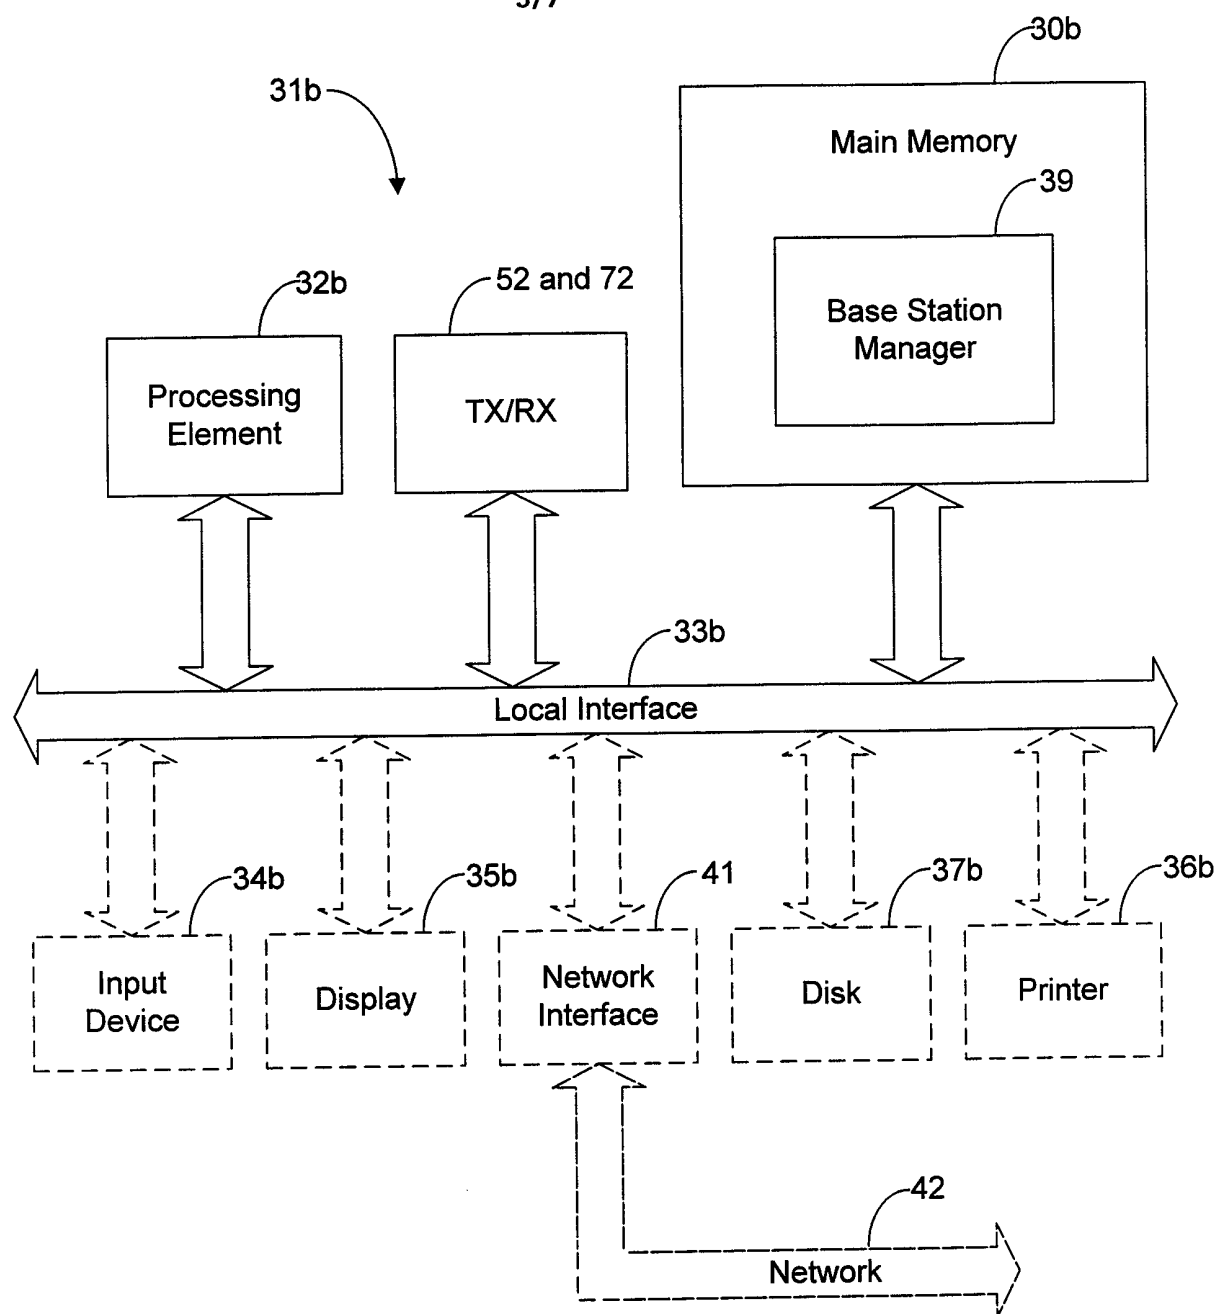 3/7
30b
31b
Main Memory
39
32b
52 and 72
Base Station
Manager
Processing
Element
TX/RX
33b
Local Interface
34b
35b
41
37b
36b
Input
Device
Display
Network
Interface
Disk
Printer
42
Network